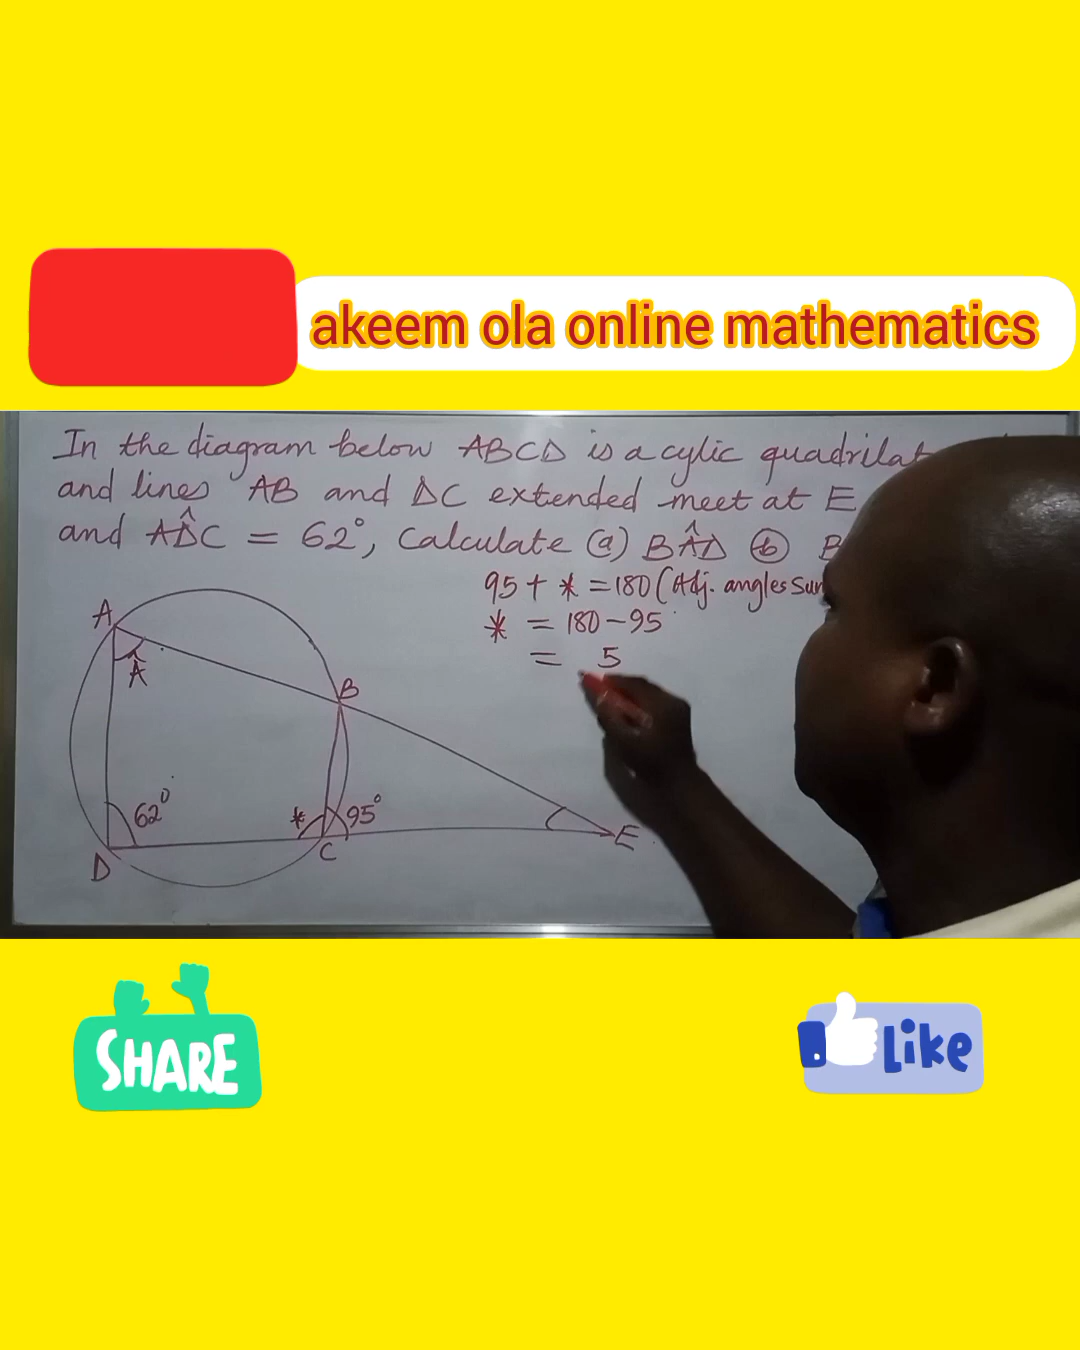 akeem ola online mathematics
In the diagram below ABCD is a cylic
and lines AB and DC extended meet at E
and AD̂C = 62°, Calculate (a) BÂD (b) B
95 + * = 180 (Adj. angles
* = 180 - 95
= 5
A
Â
B
62°
*
95°
D
C
E
SHARE
Like